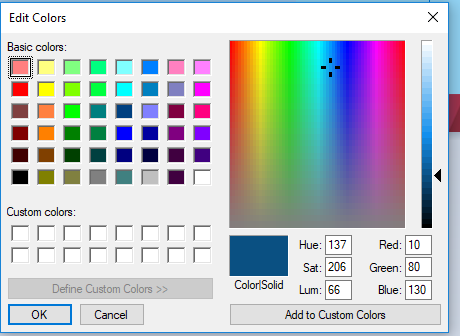 Edit Colors
Basic colors:
Custom colors:
Define Custom Colors >>
OK
Cancel
Color|Solid
Hue: 137
Sat: 206
Lum: 66
Red: 10
Green: 80
Blue: 130
Add to Custom Colors